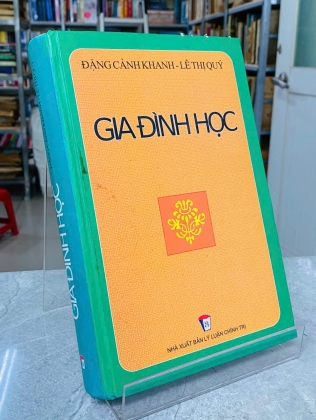 ĐẶNG CẢNH KHANH - LÊ THỊ QUÝ
GIA ĐÌNH HỌC
NHÀ XUẤT BẢN LÝ LUẬN CHÍNH TRỊ
GIA ĐÌNH HỌC